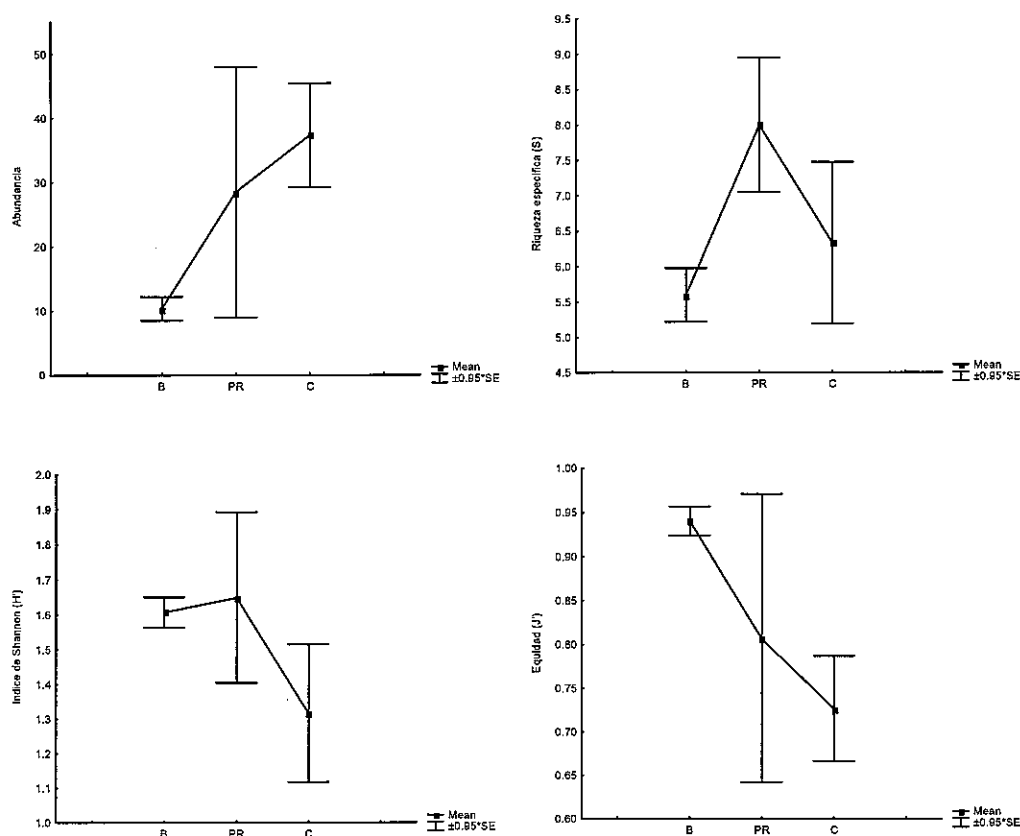 Abundancia
50
40
30
20
10
0
B PR C
Mean
±0.95*SE
Riqueza específica (S)
9.5
9.0
8.5
8.0
7.5
7.0
6.5
6.0
5.5
5.0
4.5
B PR C
Mean
±0.95*SE
Indice de Shannon (H')
2.0
1.9
1.8
1.7
1.6
1.5
1.4
1.3
1.2
1.1
1.0
B PR C
Mean
±0.95*SE
Equidad (J')
1.00
0.95
0.90
0.85
0.80
0.75
0.70
0.65
0.60
B PR C
Mean
±0.95*SE